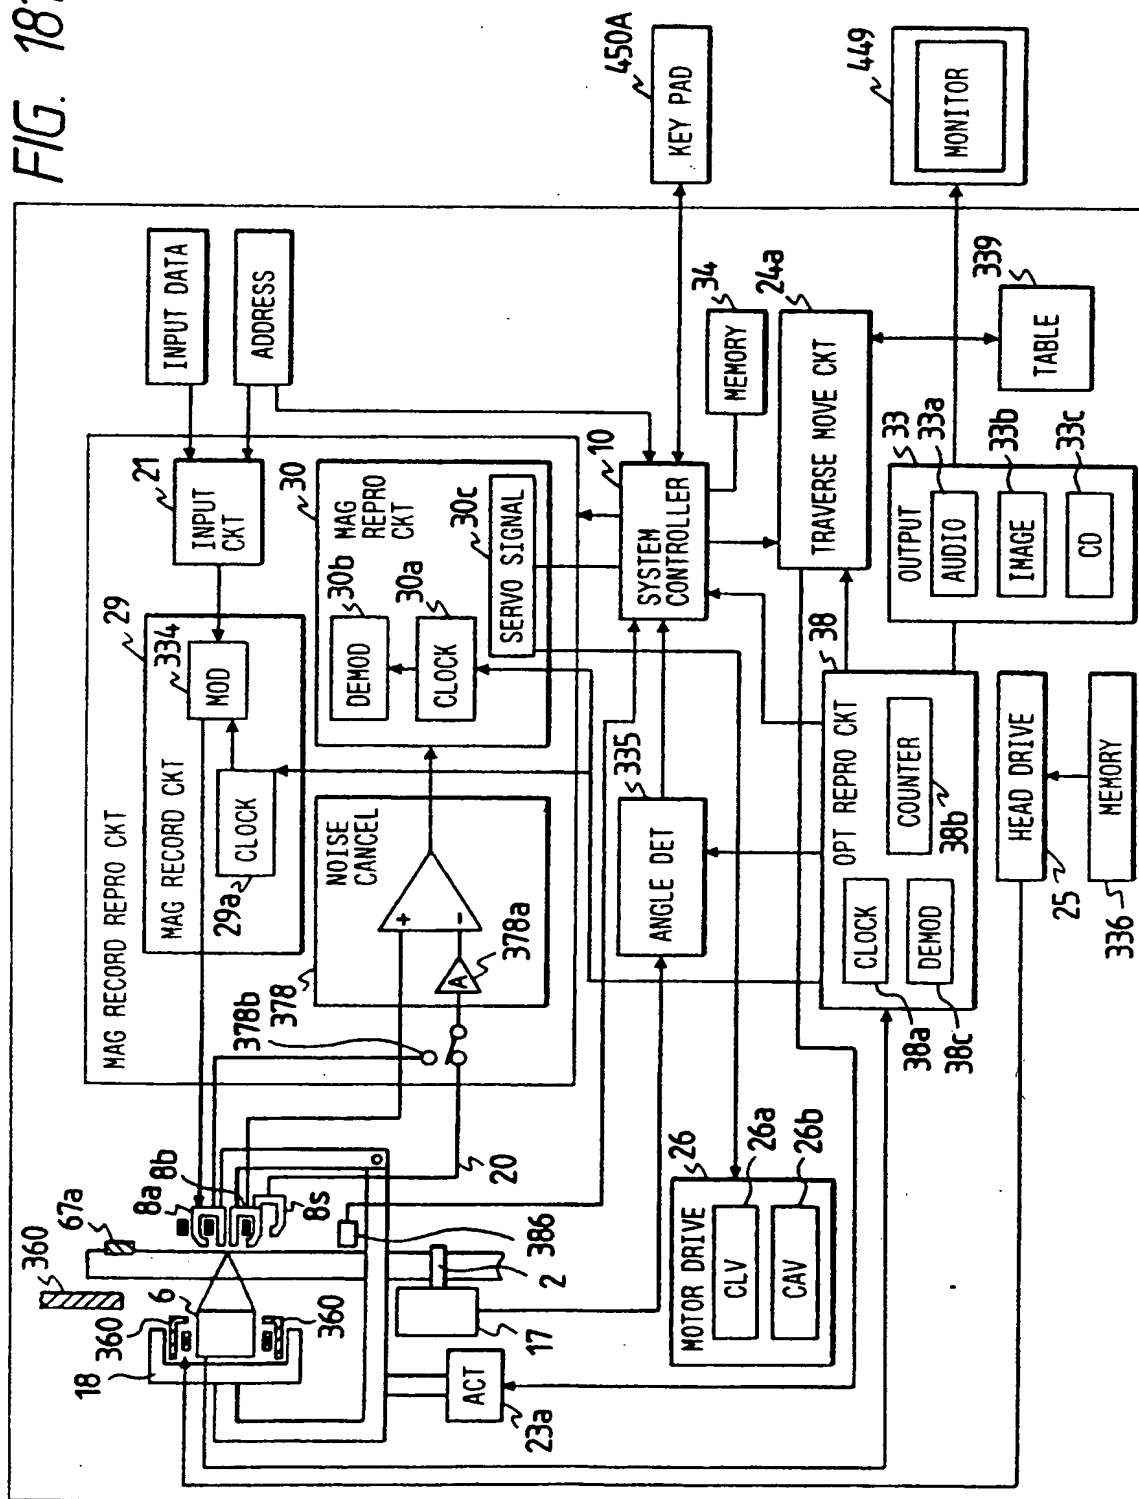 FIG. 181
MAG RECORD REPRO CKT
MAG RECORD CKT
29
334
MOD
CLOCK
29a
21
INPUT
CKT
INPUT DATA
ADDRESS
NOISE
CANCEL
378
378a
378b
+
-
A
30
MAG
REPRO
CKT
30b
DEMOD
30a
CLOCK
30c
SERVO SIGNAL
360
67a
8a
8b
8s
6
360
360
18
20
386
2
17
ACT
23a
10
SYSTEM
CONTROLLER
34
MEMORY
450A
KEY PAD
335
ANGLE DET
24a
TRAVERSE MOVE CKT
339
TABLE
449
MONITOR
26
MOTOR DRIVE
26a
CLV
26b
CAV
38
OPT REPRO CKT
CLOCK
38a
COUNTER
38b
DEMOD
38c
33
OUTPUT
33a
AUDIO
33b
IMAGE
33c
CD
HEAD DRIVE
25
MEMORY
336